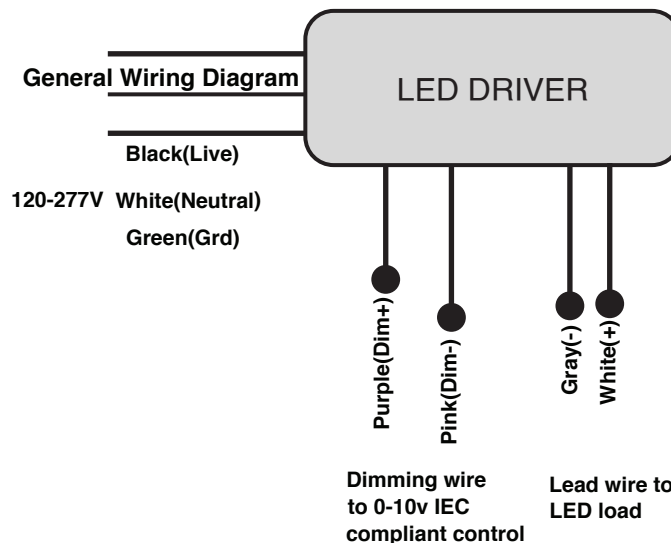 General Wiring Diagram
LED DRIVER
Black(Live)
120-277V White(Neutral)
Green(Grd)
Purple(Dim+)
Pink(Dim-)
Gray(-)
White(+)
Dimming wire
to 0-10v IEC
compliant control
Lead wire to
LED load